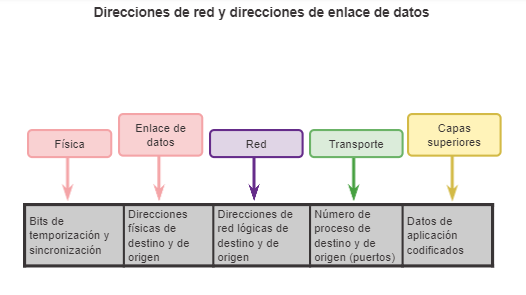 Direcciones de red y direcciones de enlace de datos
Física
Enlace de
datos
Red
Transporte
Capas
superiores
Bits de
temporización y
sincronización
Direcciones
físicas de
destino y de
origen
Direcciones de
red lógicas de
destino y de
origen
Número de
proceso de
destino y de
origen (puertos)
Datos de
aplicación
codificados